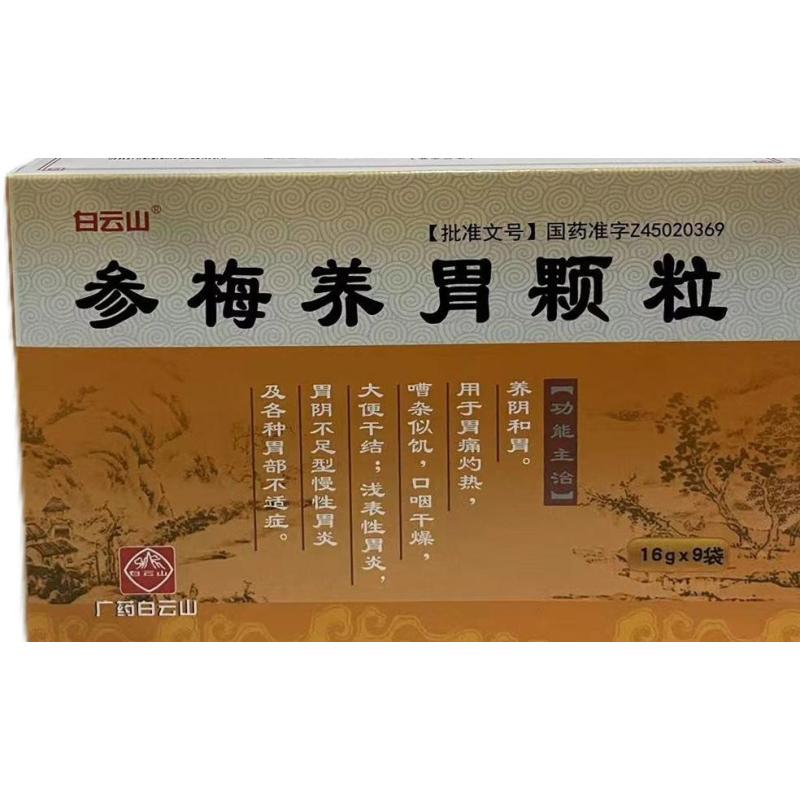 白云山®
【批准文号】国药准字Z45020369
参梅养胃颗粒
【功能主治】
养阴和胃。
用于胃痛灼热，
嘈杂似饥，口咽干燥，
大便干结；浅表性胃炎，
胃阴不足型慢性胃炎
及各种胃部不适症。
16g×9袋
白云山
广药白云山